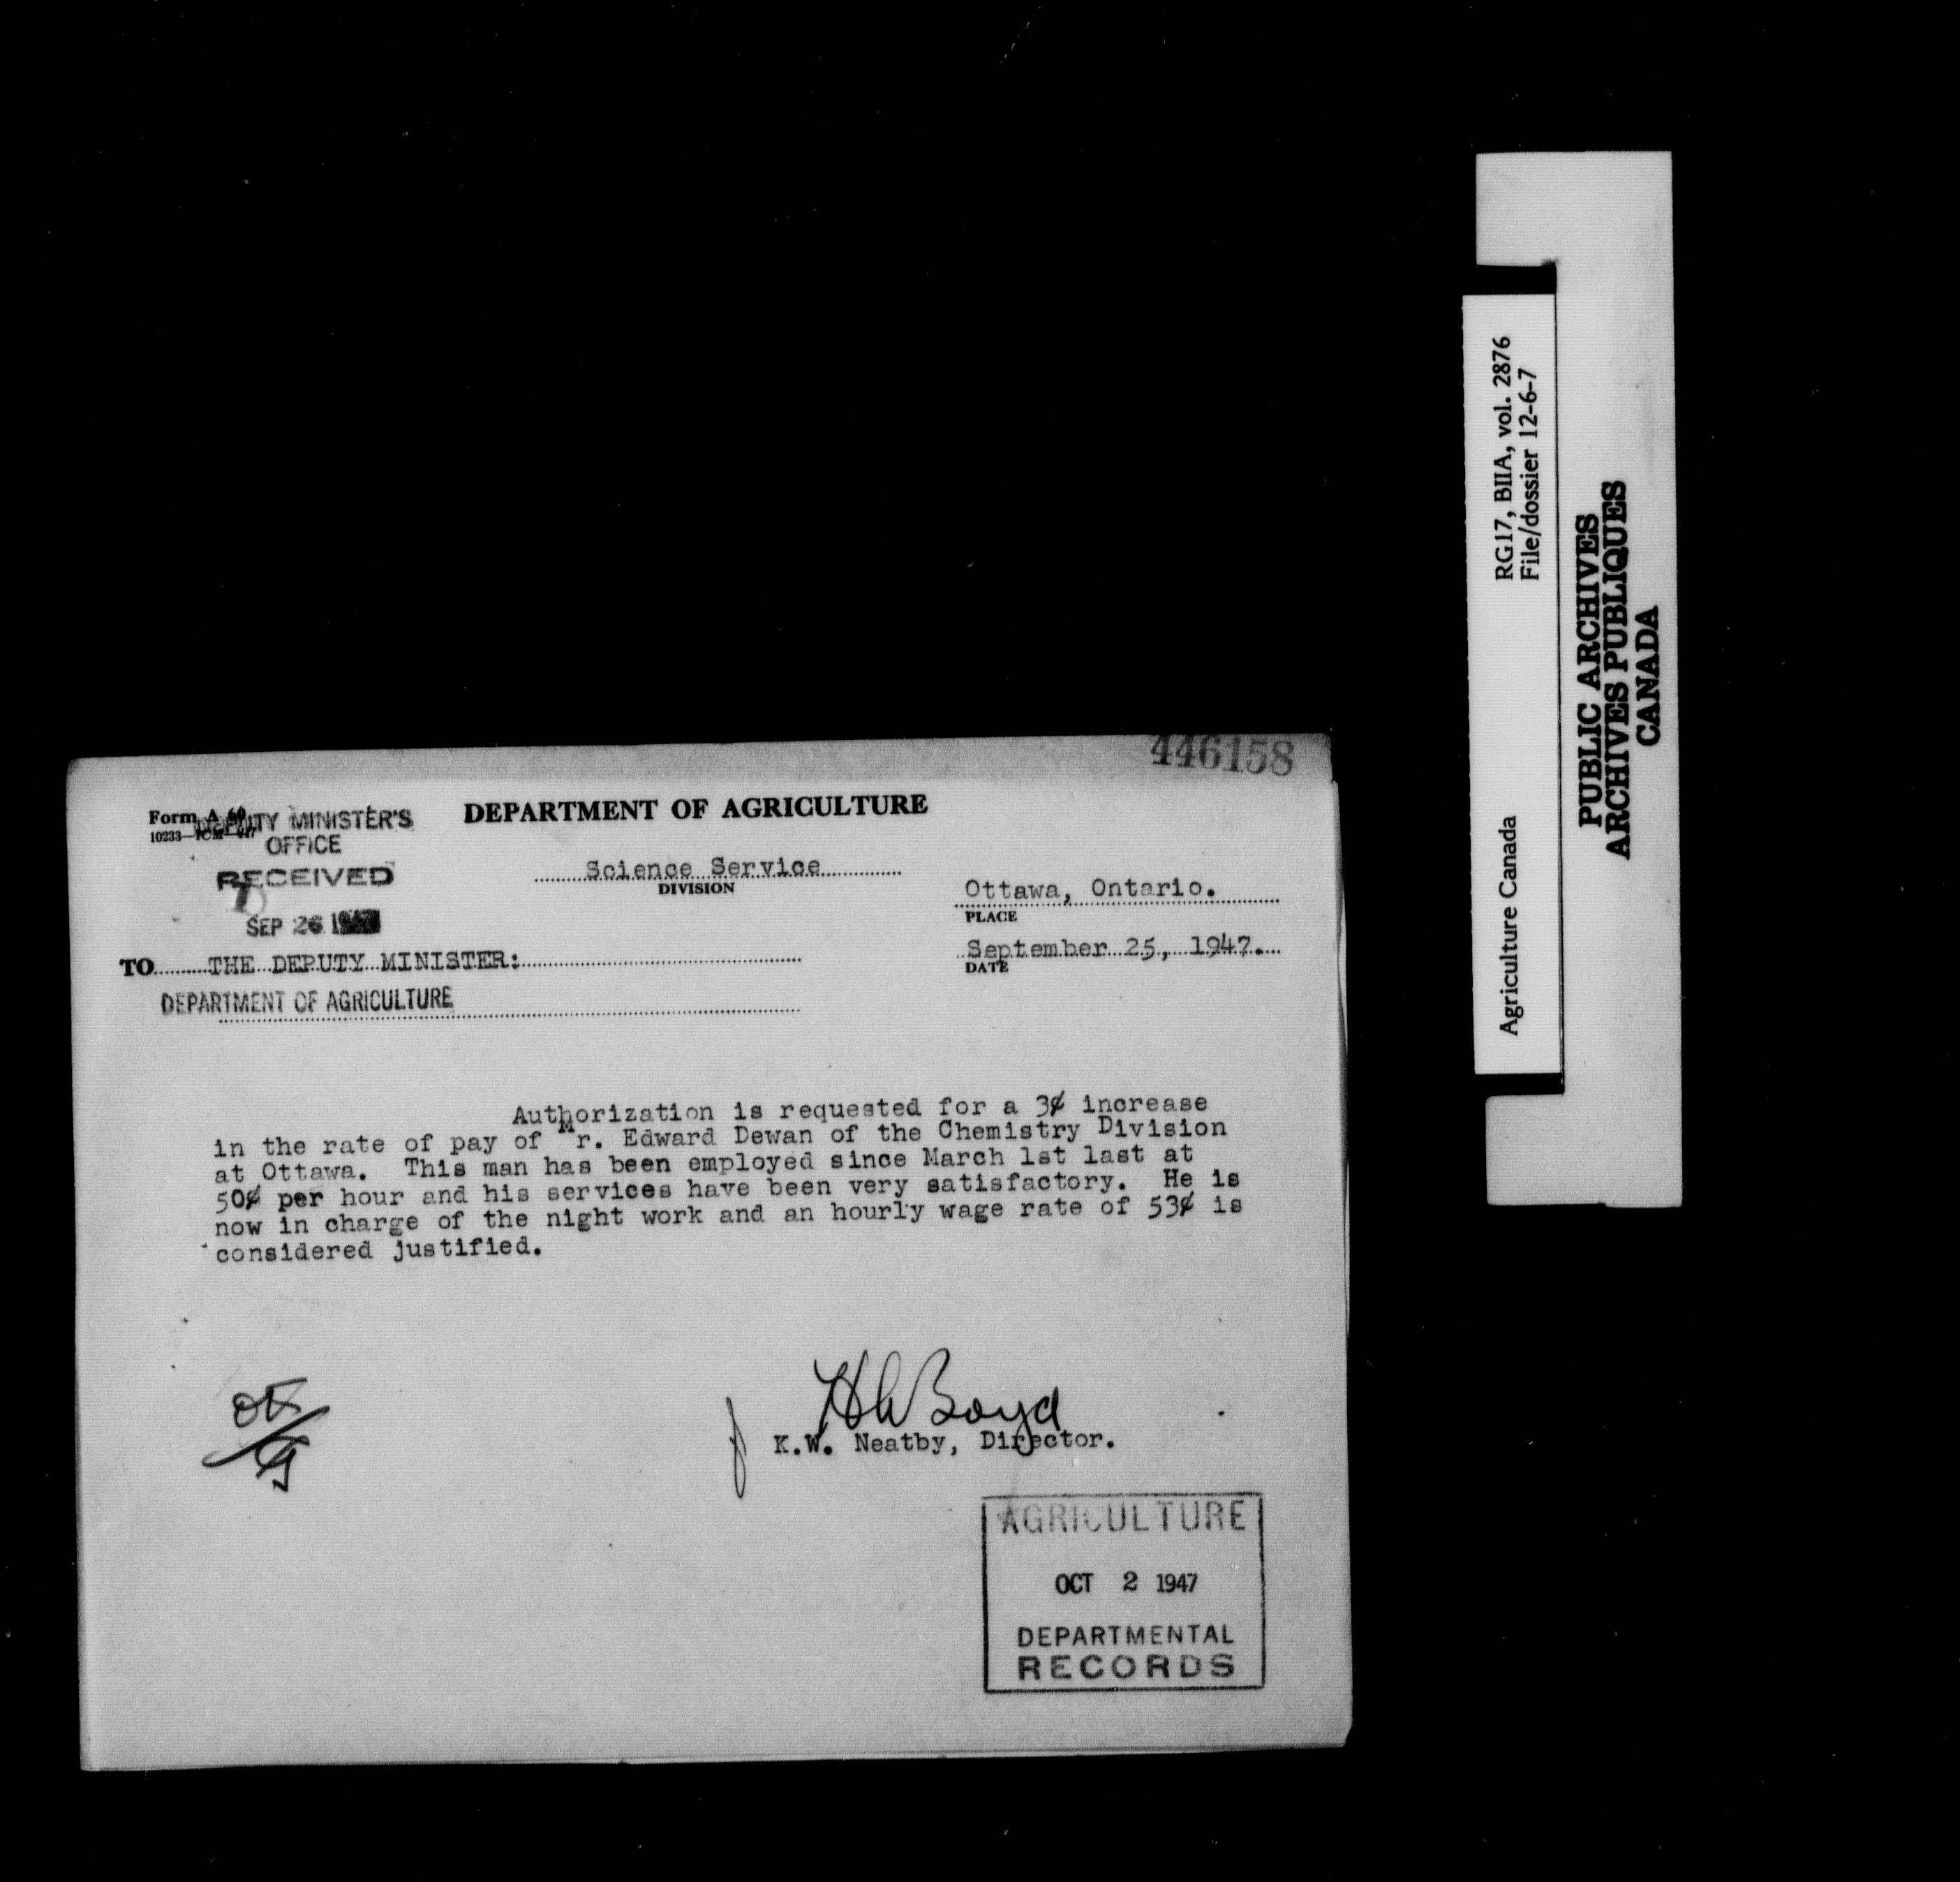 446158
Form A 60
10233—
DEPUTY MINISTER'S
OFFICE
RECEIVED
SEP 26 1947
DEPARTMENT OF AGRICULTURE
Science Service
DIVISION
Ottawa, Ontario.
PLACE
September 25, 1947.
DATE
TO THE DEPUTY MINISTER:
DEPARTMENT OF AGRICULTURE
Authorization is requested for a 3¢ increase
in the rate of pay of Mr. Edward Dewan of the Chemistry Division
at Ottawa. This man has been employed since March 1st last at
50¢ per hour and his services have been very satisfactory. He is
now in charge of the night work and an hourly wage rate of 53¢ is
considered justified.
OK
Boyd
K.W. Neatby, Director.
AGRICULTURE
OCT 2 1947
DEPARTMENTAL
RECORDS
RG17, BIIA, vol. 2876
File/dossier 12-6-7
Agriculture Canada
PUBLIC ARCHIVES
ARCHIVES PUBLIQUES
CANADA